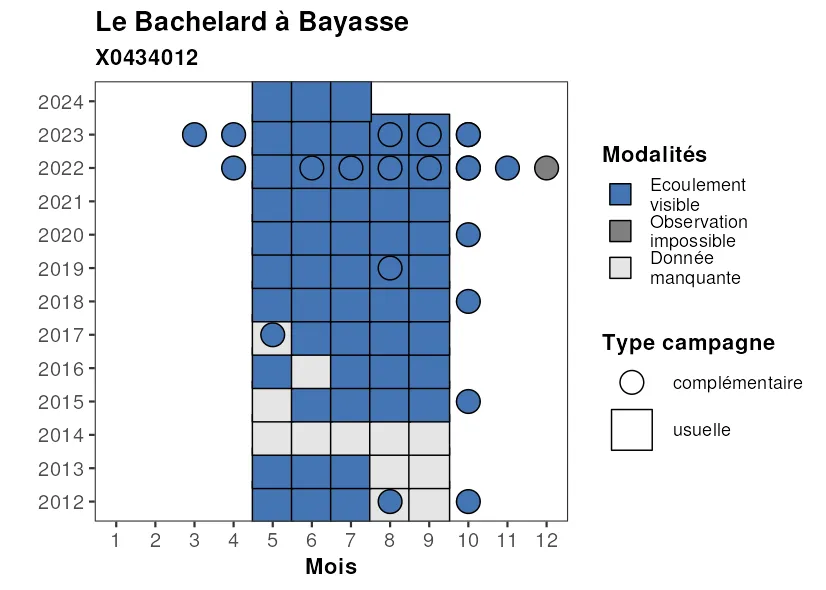 Le Bachelard à Bayasse
X0434012
2024
2023
2022
2021
2020
2019
2018
2017
2016
2015
2014
2013
2012
1 2 3 4 5 6 7 8 9 10 11 12
Mois
Modalités
Ecoulement
visible
Observation
impossible
Donnée
manquante
Type campagne
complémentaire
usuelle